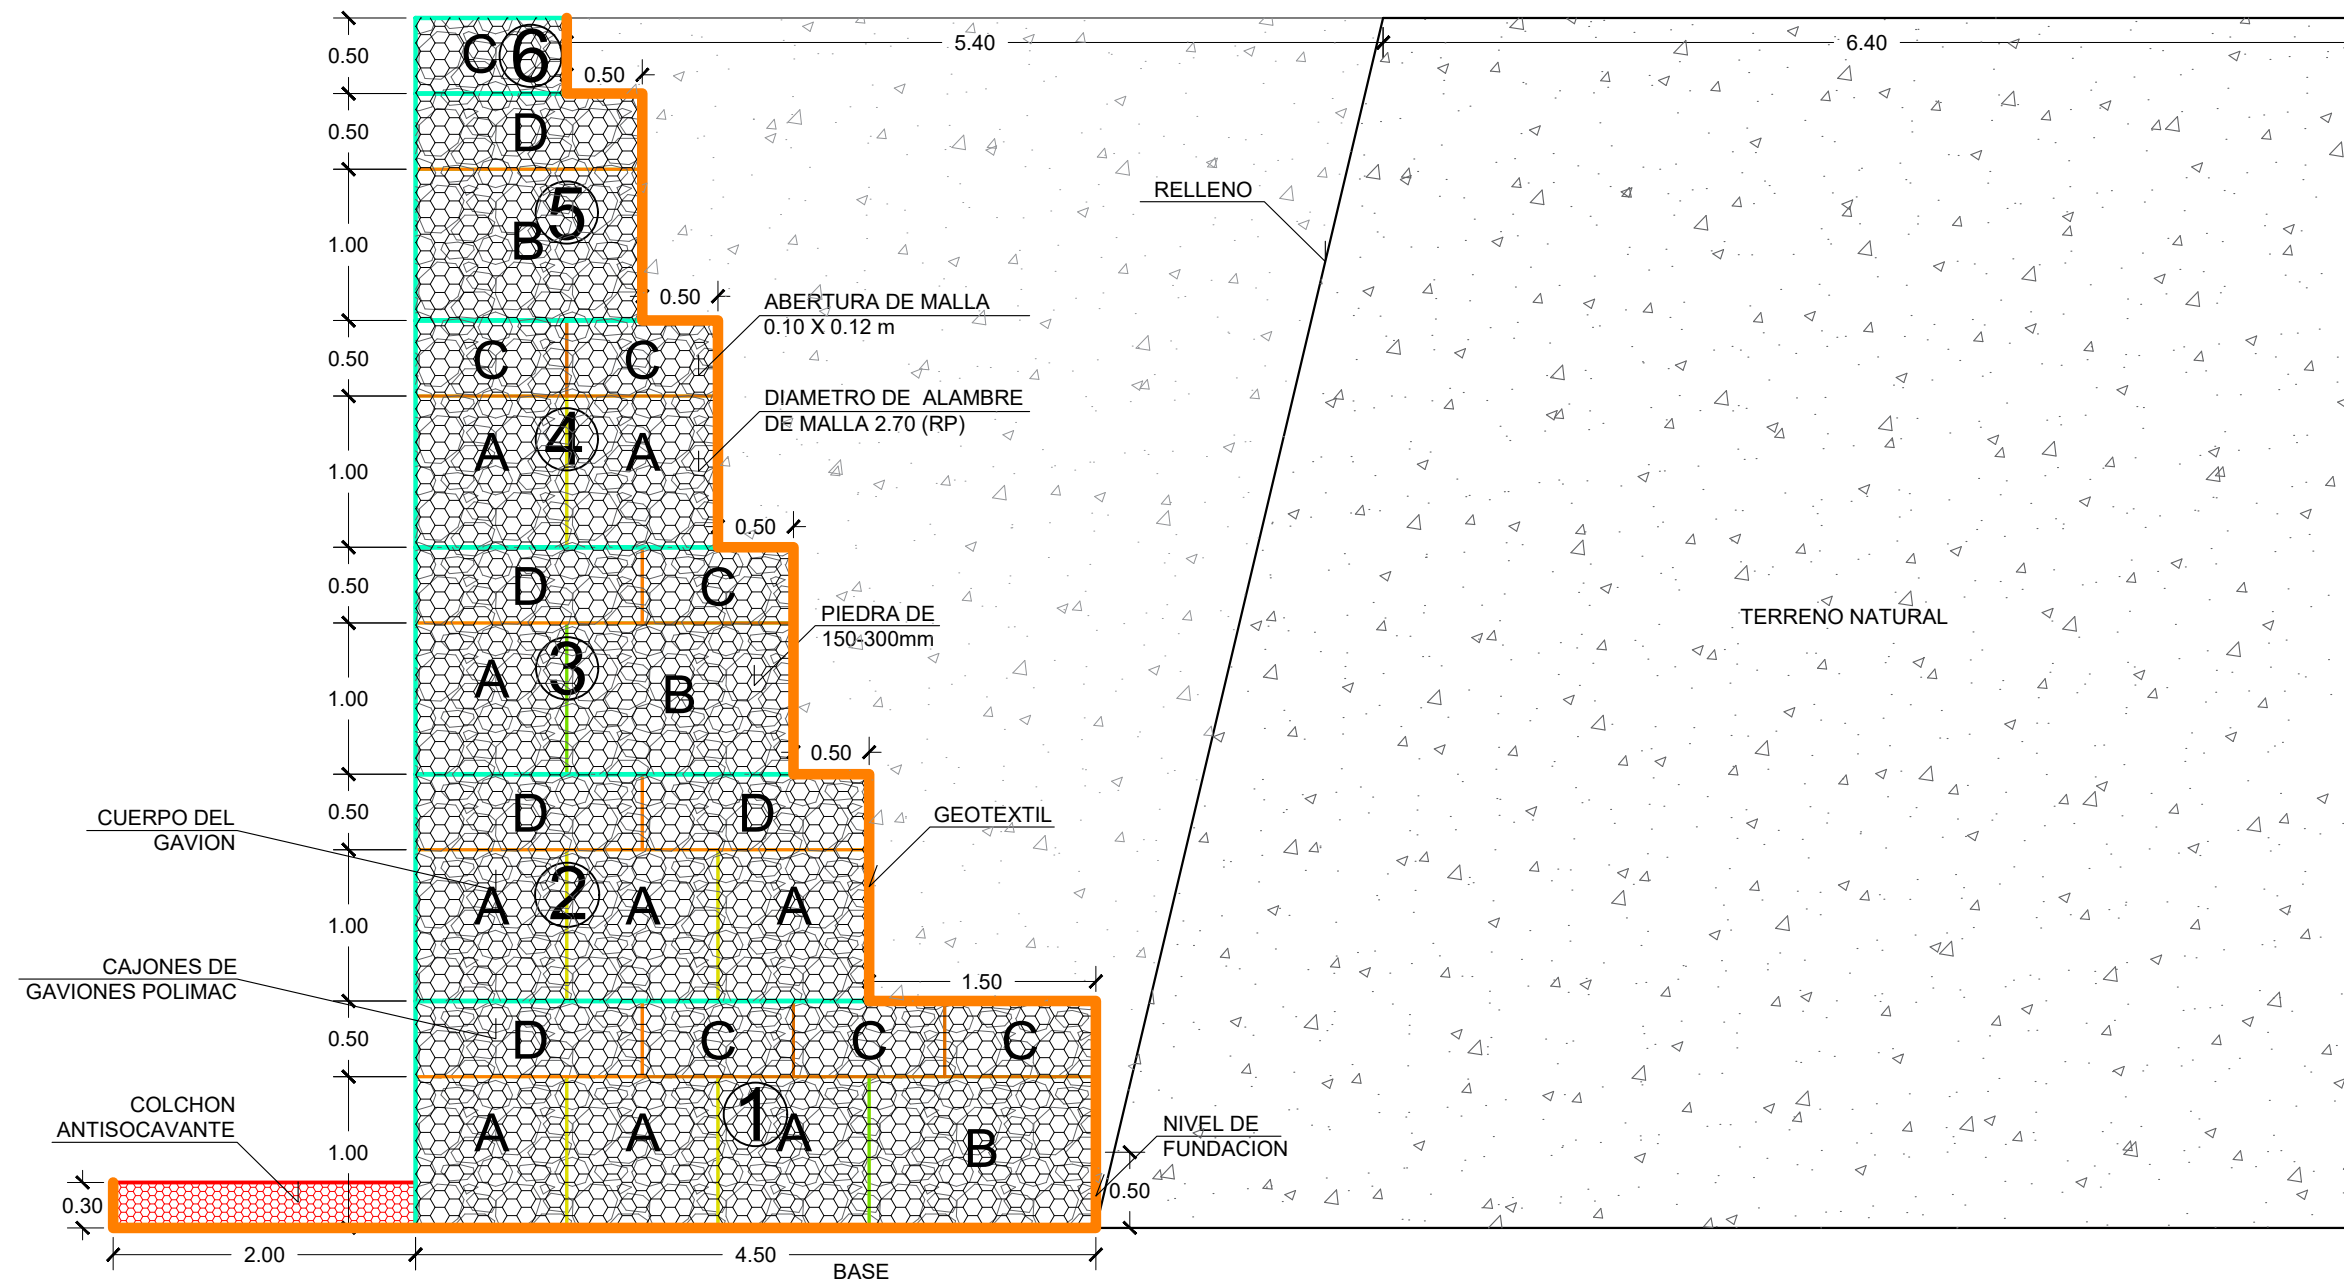 0.50
C
6
5.40
6.40
0.50
0.50
D
RELLENO
5
B
1.00
0.50
ABERTURA DE MALLA
0.10 X 0.12 m
0.50
C
C
DIAMETRO DE ALAMBRE
DE MALLA 2.70 (RP)
1.00
A
4
A
0.50
0.50
D
C
PIEDRA DE
150-300mm
TERRENO NATURAL
1.00
A
3
B
0.50
0.50
D
D
CUERPO DEL
GAVION
GEOTEXTIL
1.00
A
2
A
A
CAJONES DE
GAVIONES POLIMAC
1.50
0.50
D
C
C
C
COLCHON
ANTISOCAVANTE
1.00
A
A
1
A
B
NIVEL DE
FUNDACION
0.50
0.30
2.00
4.50
BASE